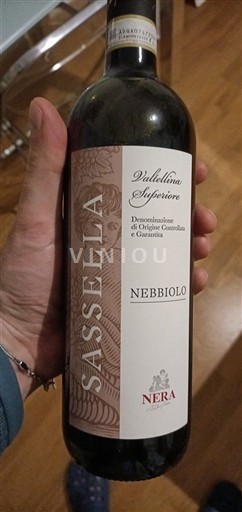 Valtellina
Superiore
Denominazione
di Origine Controllata
e Garantita
VINIOU
SASSELLA
NEBBIOLO
NERA